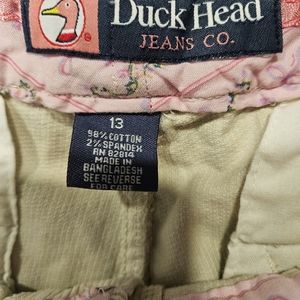 Duck Head
JEANS CO.
13
98% COTTON
2% SPANDEX
RN 82814
MADE IN
BANGLADESH
SEE REVERSE
FOR CARE